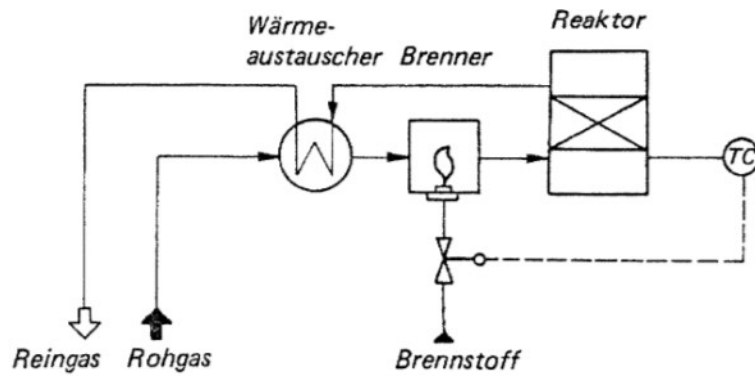 Wärme-
austauscher
Brenner
Reaktor
TC
Reingas
Rohgas
Brennstoff